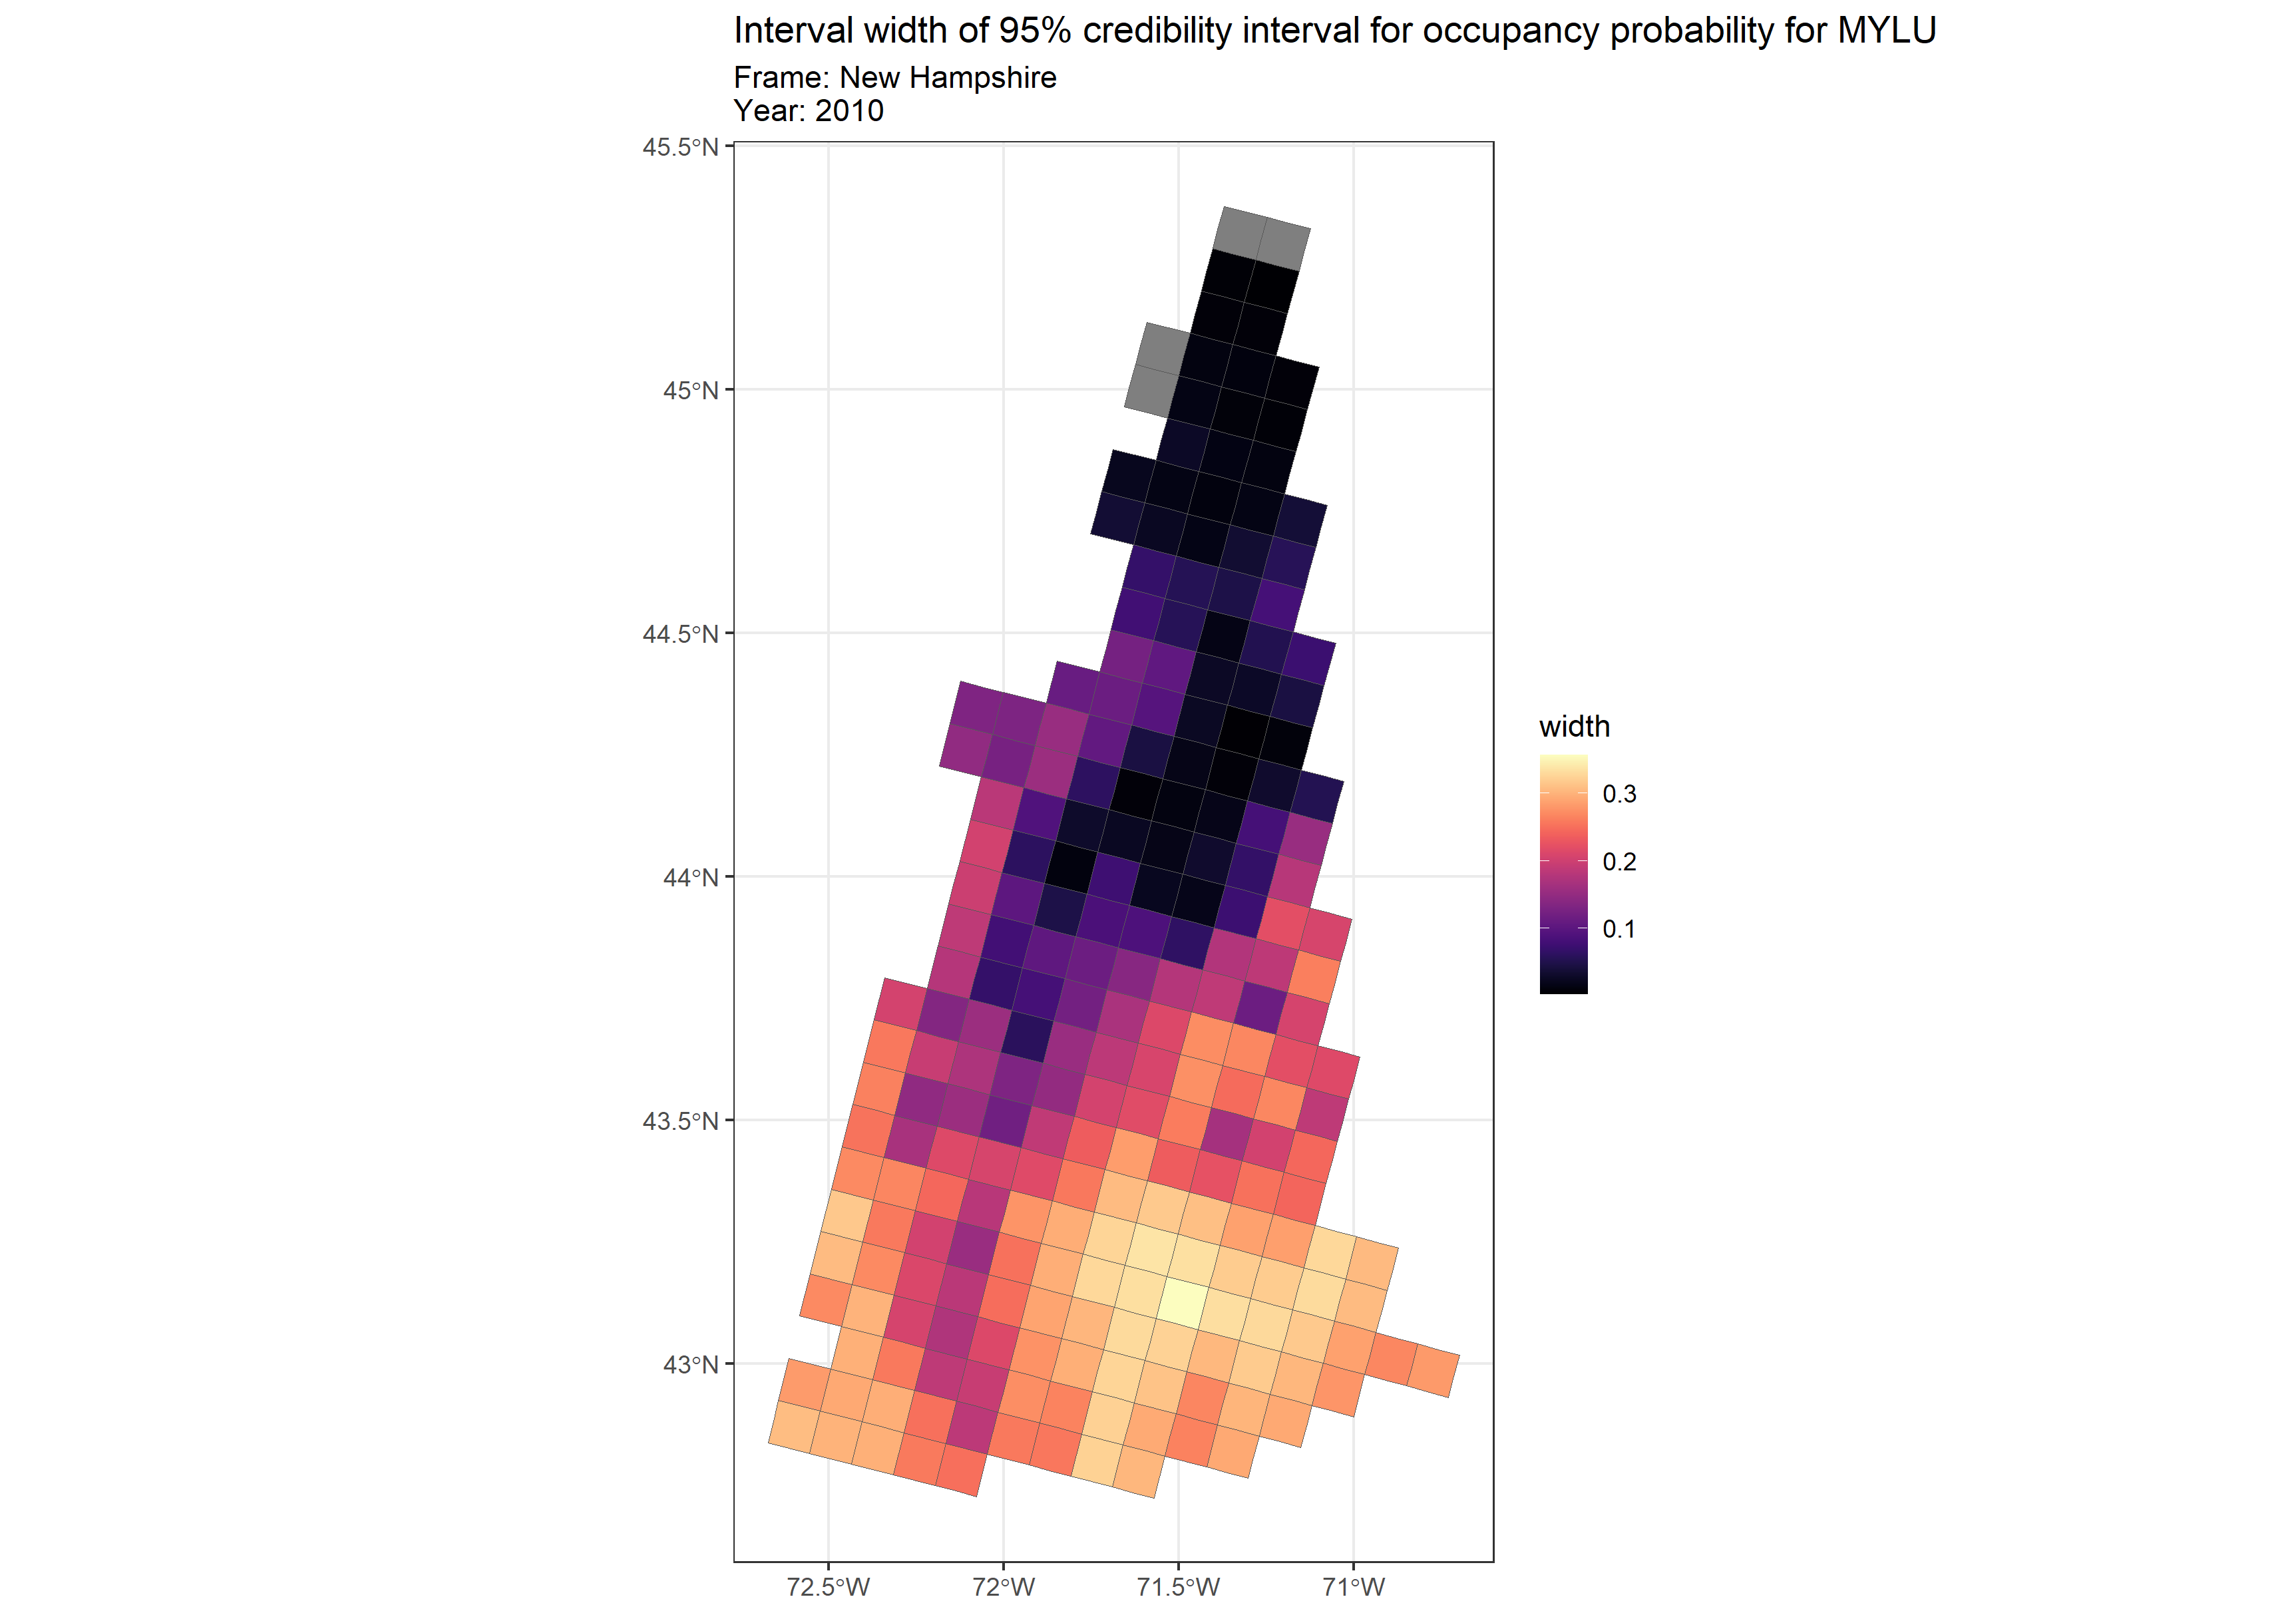 Interval width of 95% credibility interval for occupancy probability for MYLU
Frame: New Hampshire
Year: 2010
45.5°N
45°N
44.5°N
44°N
43.5°N
43°N
72.5°W
72°W
71.5°W
71°W
width
0.3
0.2
0.1